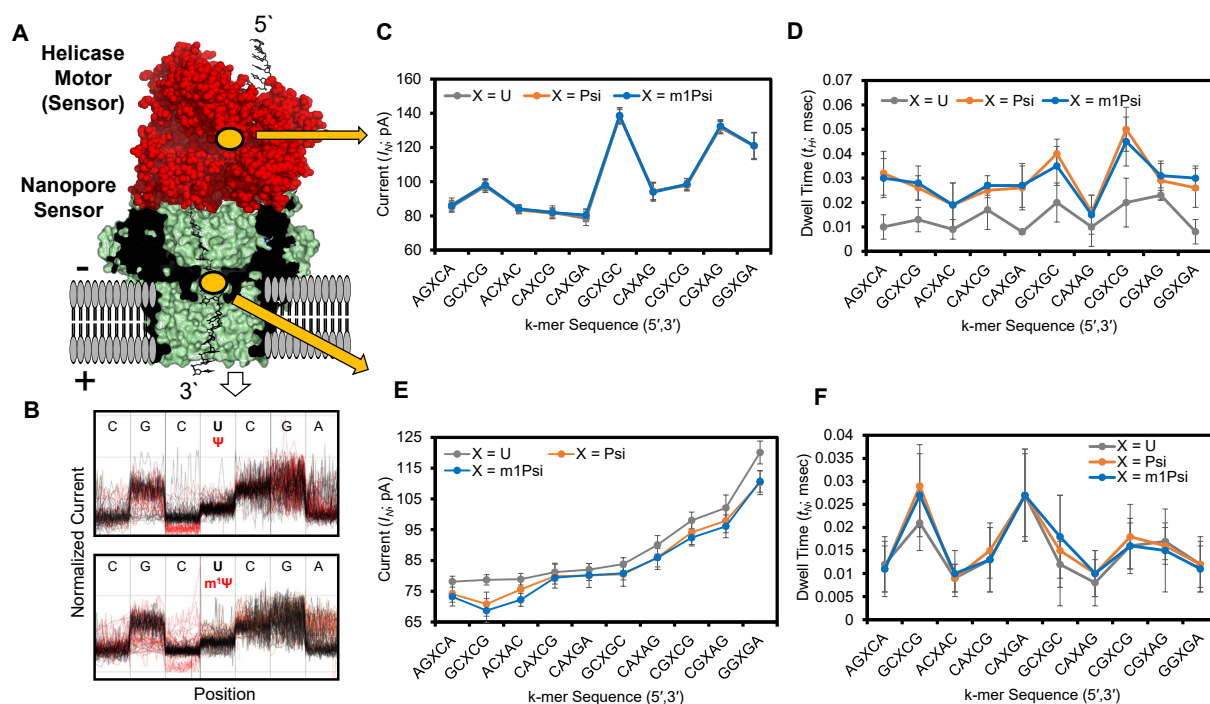 A
5`
Helicase
Motor
(Sensor)
Nanopore
Sensor
-
+
3`
B
C G C U C G A
Ψ
C G C U C G A
m¹Ψ
Normalized Current
Position
C
X = U X = Psi X = m1Psi
Current (I_N; pA)
160
140
120
100
80
60
AGXCA GCXCG ACXAC CAXCG CAXGA GCXGC CAXAG CGXCG CGXAG GGXGA
k-mer Sequence (5′,3′)
D
X = U X = Psi X = m1Psi
Dwell Time (t_H; msec)
0.07
0.06
0.05
0.04
0.03
0.02
0.01
0
AGXCA GCXCG ACXAC CAXCG CAXGA GCXGC CAXAG CGXCG CGXAG GGXGA
k-mer Sequence (5′,3′)
E
X = U X = Psi
X = m1Psi
Current (I_N; pA)
125
115
105
95
85
75
65
AGXCA GCXCG ACXAC CAXCG CAXGA GCXGC CAXAG CGXCG CGXAG GGXGA
k-mer Sequence (5′,3′)
F
X = U
X = Psi
X = m1Psi
Dwell Time (t_N; msec)
0.04
0.035
0.03
0.025
0.02
0.015
0.01
0.005
0
AGXCA GCXCG ACXAC CAXCG CAXGA GCXGC CAXAG CGXCG CGXAG GGXGA
k-mer Sequence (5′,3′)